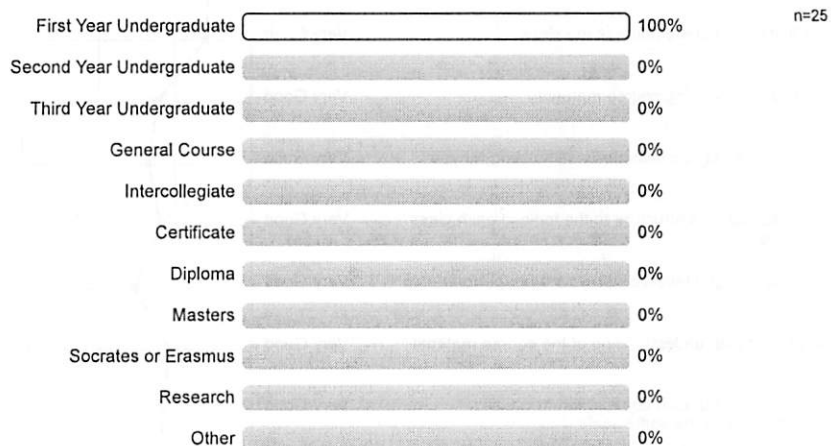 First Year Undergraduate 100% n=25
Second Year Undergraduate 0%
Third Year Undergraduate 0%
General Course 0%
Intercollegiate 0%
Certificate 0%
Diploma 0%
Masters 0%
Socrates or Erasmus 0%
Research 0%
Other 0%